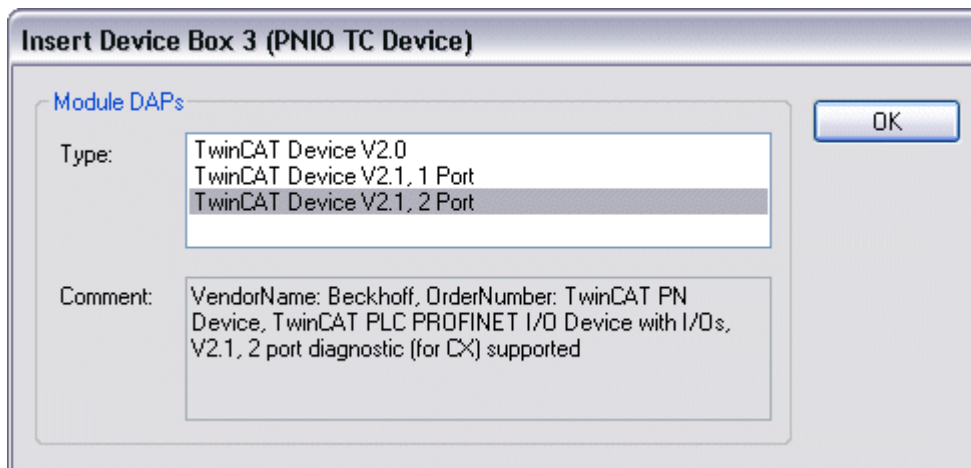 Insert Device Box 3 (PNIO TC Device)
Module DAPs
OK
Type:
TwinCAT Device V2.0
TwinCAT Device V2.1, 1 Port
TwinCAT Device V2.1, 2 Port
Comment:
VendorName: Beckhoff, OrderNumber: TwinCAT PN
Device, TwinCAT PLC PROFINET I/O Device with I/Os,
V2.1, 2 port diagnostic (for CX) supported